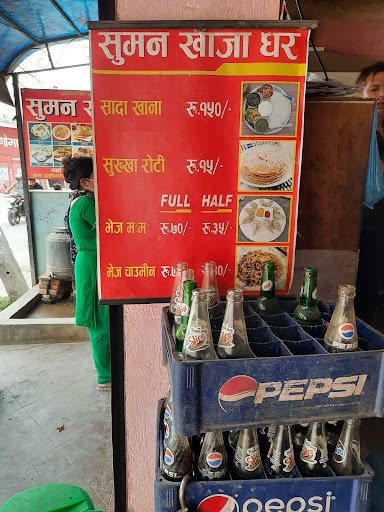 सुमन खाजा घर
सादा खाना रु.१५०/-
सुख्खा रोटी रु.१५/-
FULL HALF
भेज म:म: रु.७०/- रु.३५/-
भेज चाउमीन
सुमन
PEPSI
pepsi